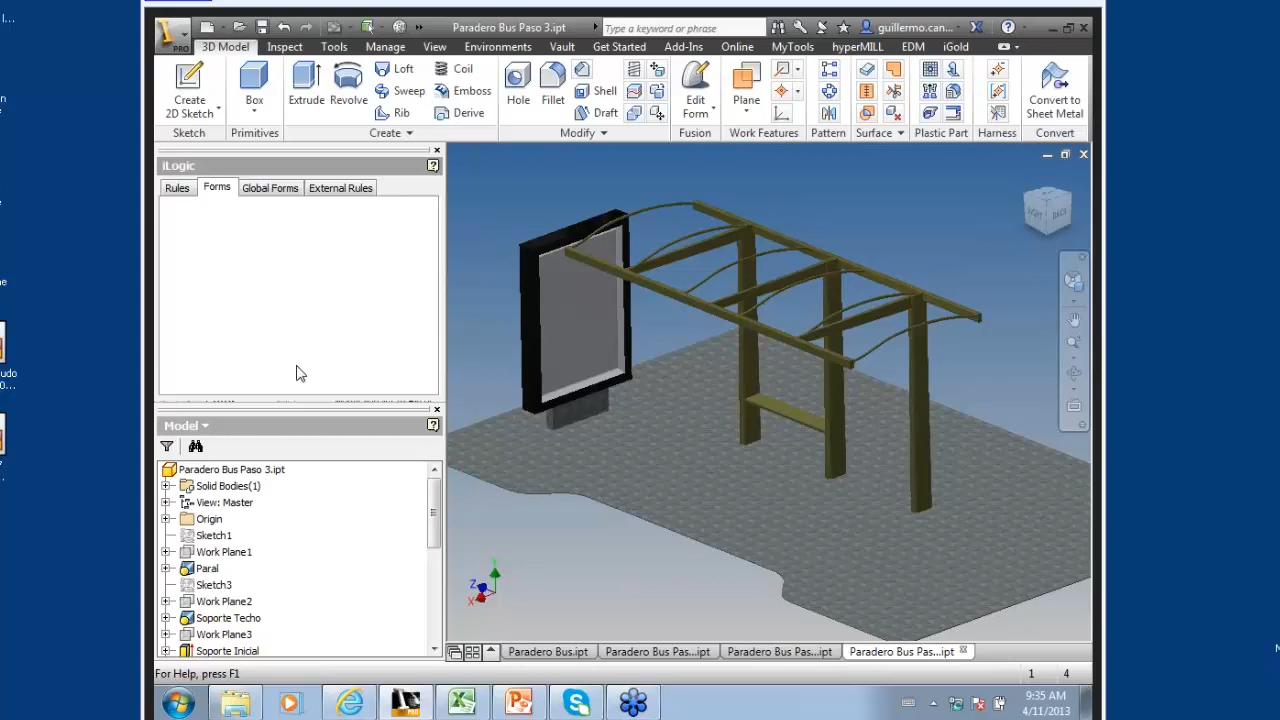 l...
PRO
Paradero Bus Paso 3.ipt
Type a keyword or phrase
guillermo.can...
3D Model
Inspect
Tools
Manage
View
Environments
Vault
Get Started
Add-Ins
Online
MyTools
hyperMILL
EDM
iGold
Create
2D Sketch
Box
Extrude
Revolve
Loft
Sweep
Rib
Coil
Emboss
Derive
Hole
Fillet
Shell
Draft
Edit
Form
Plane
Convert to
Sheet Metal
Sketch
Primitives
Create
Modify
Fusion
Work Features
Pattern
Surface
Plastic Part
Harness
Convert
iLogic
Rules
Forms
Global Forms
External Rules
Model
Paradero Bus Paso 3.ipt
Solid Bodies(1)
View: Master
Origin
Sketch1
Work Plane1
Paral
Sketch3
Work Plane2
Soporte Techo
Work Plane3
Soporte Inicial
RIGHT
BACK
Y
Z
X
Paradero Bus.ipt
Paradero Bus Pas...ipt
Paradero Bus Pas...ipt
Paradero Bus Pas...ipt
For Help, press F1
1
4
9:35 AM
4/11/2013
udo
0...